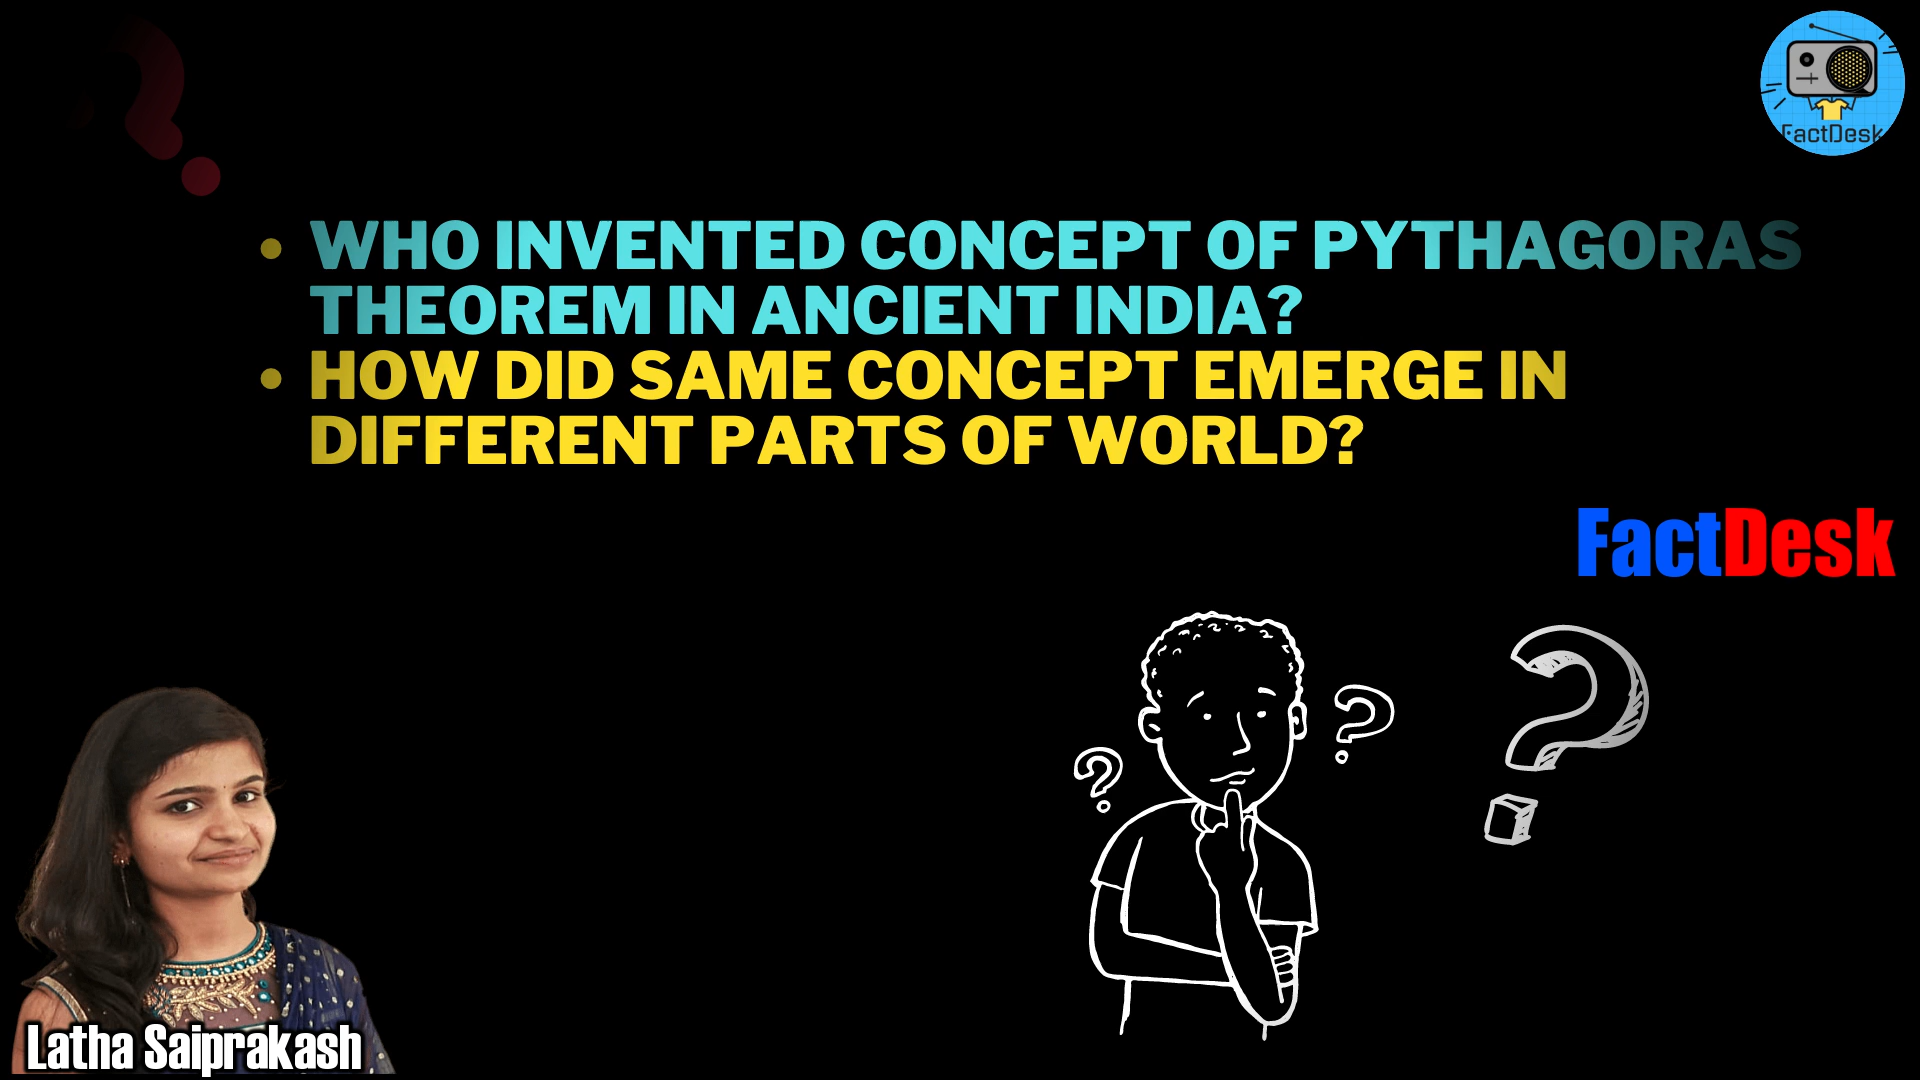 FactDesk
• WHO INVENTED CONCEPT OF PYTHAGORAS
THEOREM IN ANCIENT INDIA?
• HOW DID SAME CONCEPT EMERGE IN
DIFFERENT PARTS OF WORLD?
FactDesk
Latha Saiprakash